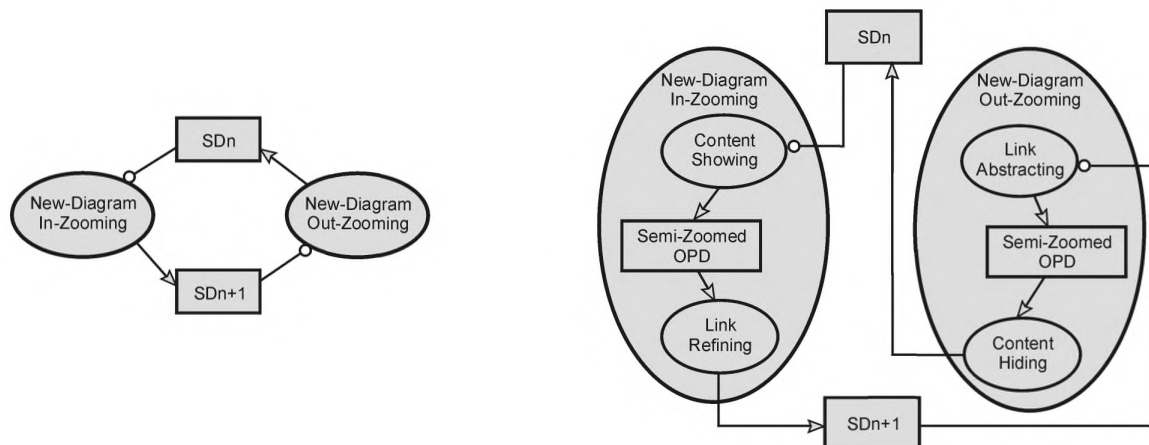 SDn
New-Diagram
In-Zooming
New-Diagram
Out-Zooming
SDn+1
SDn
New-Diagram
In-Zooming
Content
Showing
Semi-Zoomed
OPD
Link
Refining
New-Diagram
Out-Zooming
Link
Abstracting
Semi-Zoomed
OPD
Content
Hiding
SDn+1